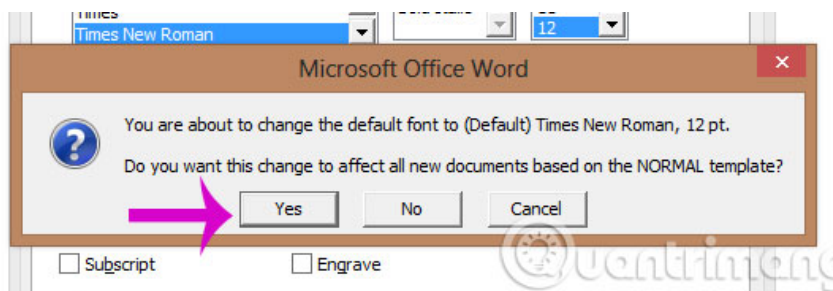 Times
Times New Roman
12
Microsoft Office Word
You are about to change the default font to (Default) Times New Roman, 12 pt.
Do you want this change to affect all new documents based on the NORMAL template?
Yes No Cancel
Subscript Engrave
Quantrimang